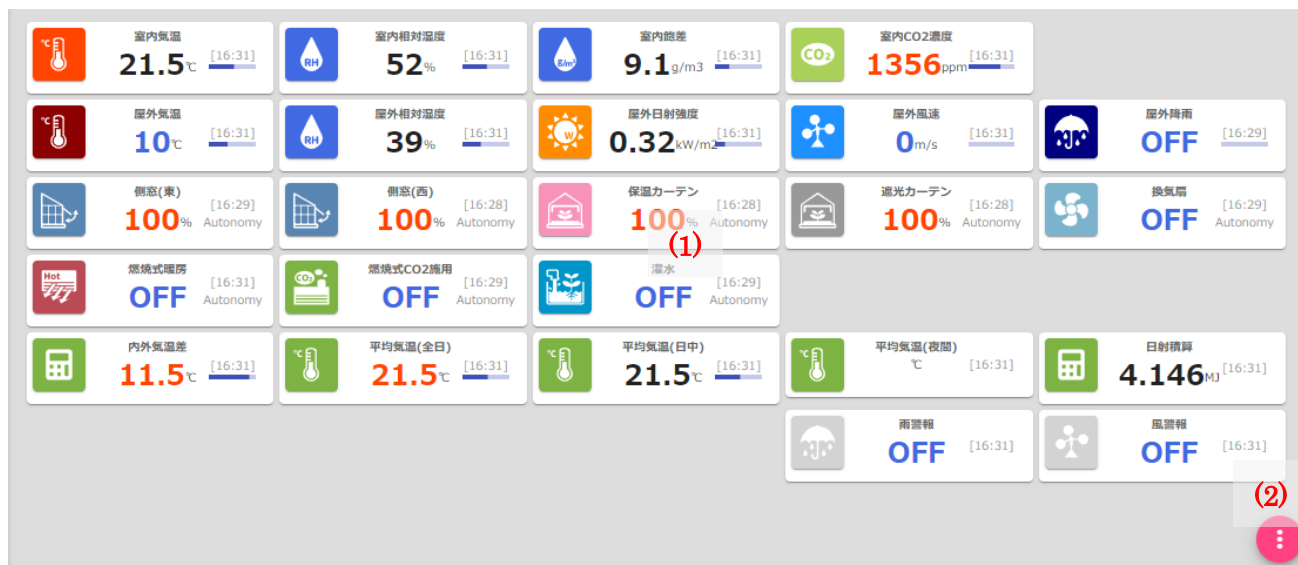 室内気温
21.5℃ [16:31]
室内相対湿度
52% [16:31]
室内飽差
9.1g/m3 [16:31]
室内CO2濃度
1356ppm [16:31]
屋外気温
10℃ [16:31]
屋外相対湿度
39% [16:31]
屋外日射強度
0.32kW/m2 [16:31]
屋外風速
0m/s [16:31]
屋外降雨
OFF [16:29]
側窓(東)
100% [16:29]
Autonomy
側窓(西)
100% [16:28]
Autonomy
保温カーテン
100% [16:28]
Autonomy
(1)
遮光カーテン
100% [16:28]
Autonomy
換気扇
OFF [16:29]
Autonomy
Hot
燃焼式暖房
OFF [16:31]
Autonomy
CO2
燃焼式CO2施用
OFF [16:29]
Autonomy
潅水
OFF [16:29]
Autonomy
内外気温差
11.5℃ [16:31]
平均気温(全日)
21.5℃ [16:31]
平均気温(日中)
21.5℃ [16:31]
平均気温(夜間)
℃ [16:31]
日射積算
4.146MJ [16:31]
雨警報
OFF [16:31]
風警報
OFF [16:31]
(2)